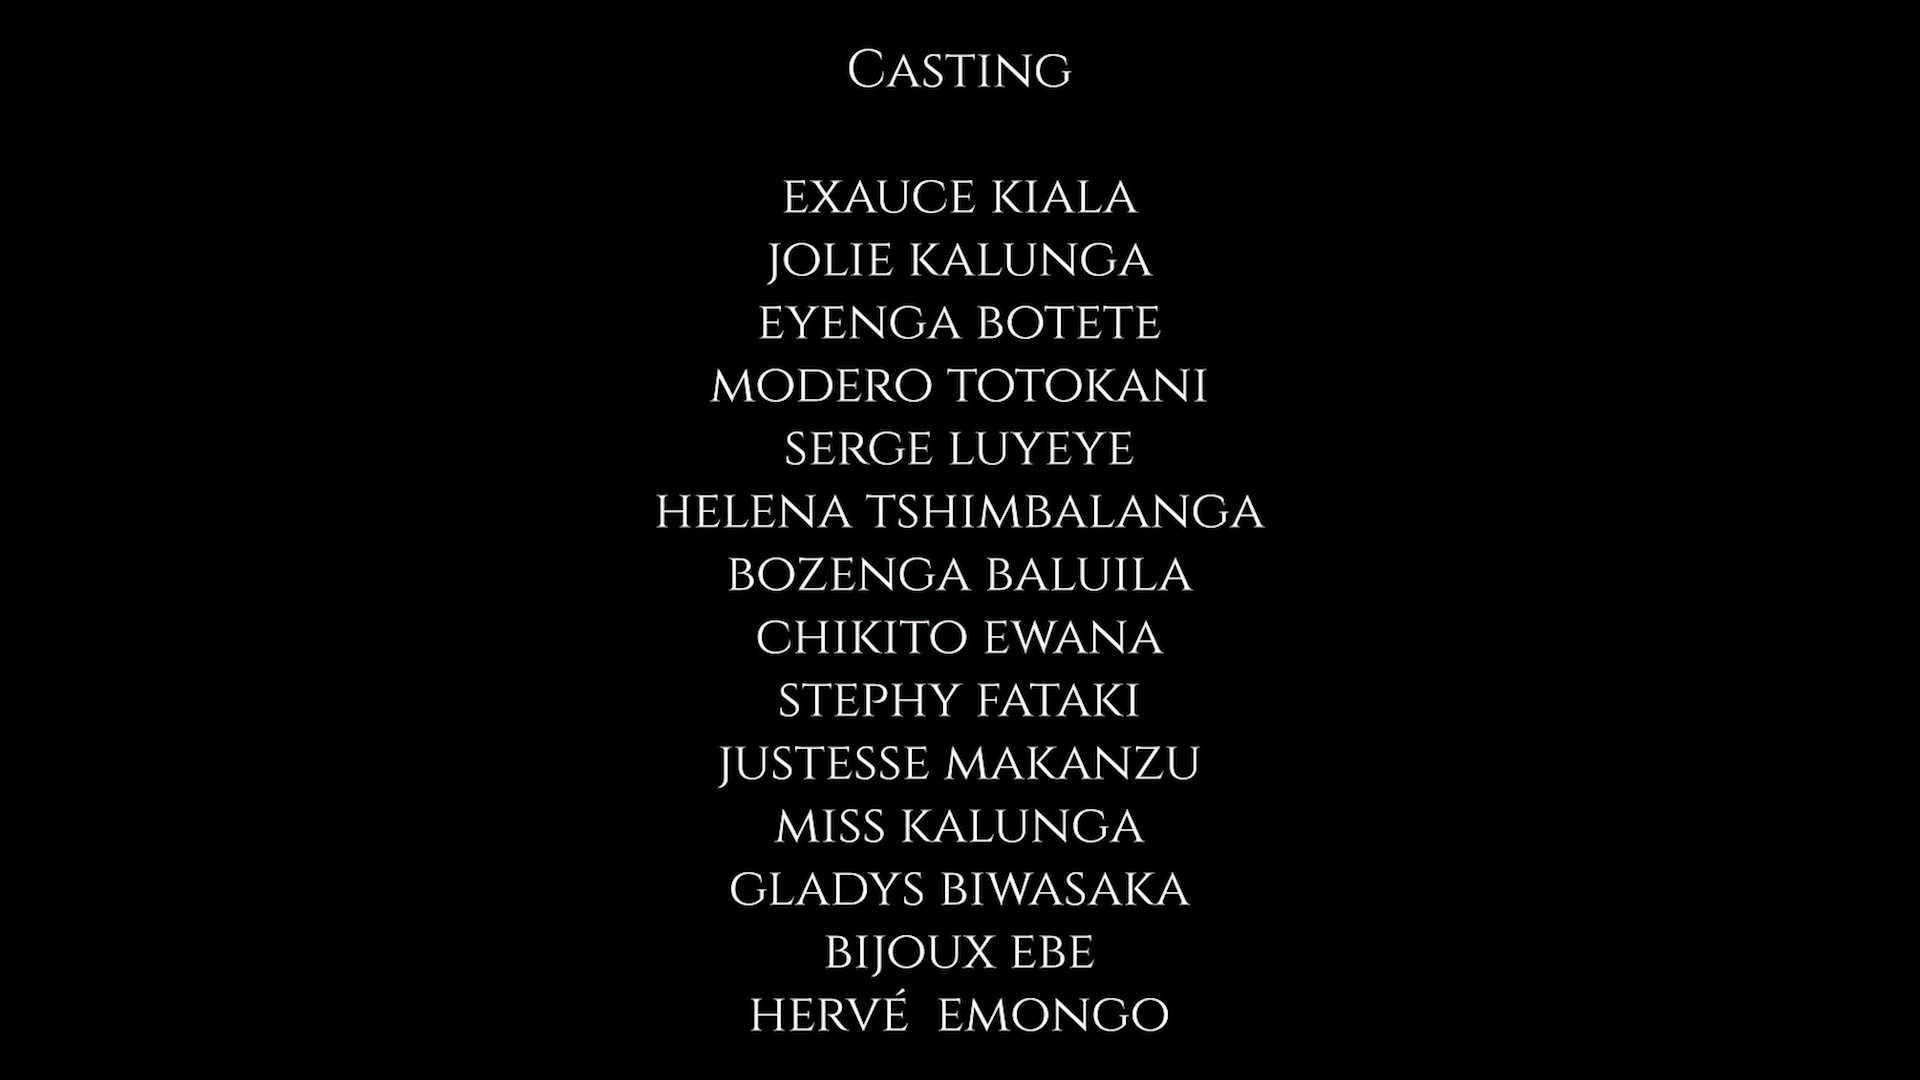 Casting
EXAUCE KIALA
JOLIE KALUNGA
EYENGA BOTETE
MODERO TOTOKANI
SERGE LUYEYE
HELENA TSHIMBALANGA
BOZENGA BALUILA
CHIKITO EWANA
STEPHY FATAKI
JUSTESSE MAKANZU
MISS KALUNGA
GLADYS BIWASAKA
BIJOUX EBE
HERVÉ EMONGO